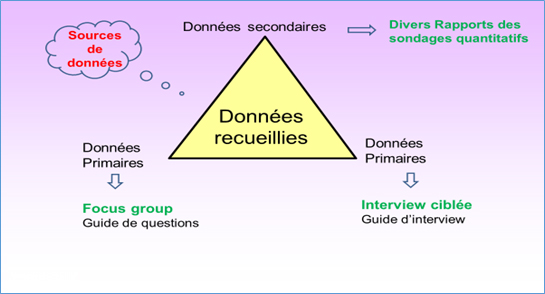 Données secondaires
Divers Rapports des
sondages quantitatifs
Sources
de
données
Données
recueillies
Données
Primaires
Focus group
Guide de questions
Données
Primaires
Interview ciblée
Guide d'interview